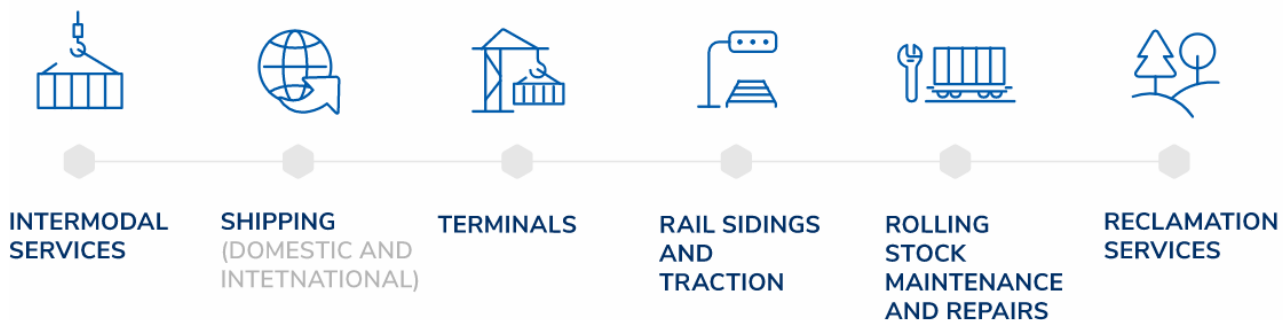 INTERMODAL
SERVICES
SHIPPING
(DOMESTIC AND
INTETNATIONAL)
TERMINALS
RAIL SIDINGS
AND
TRACTION
ROLLING
STOCK
MAINTENANCE
AND REPAIRS
RECLAMATION
SERVICES